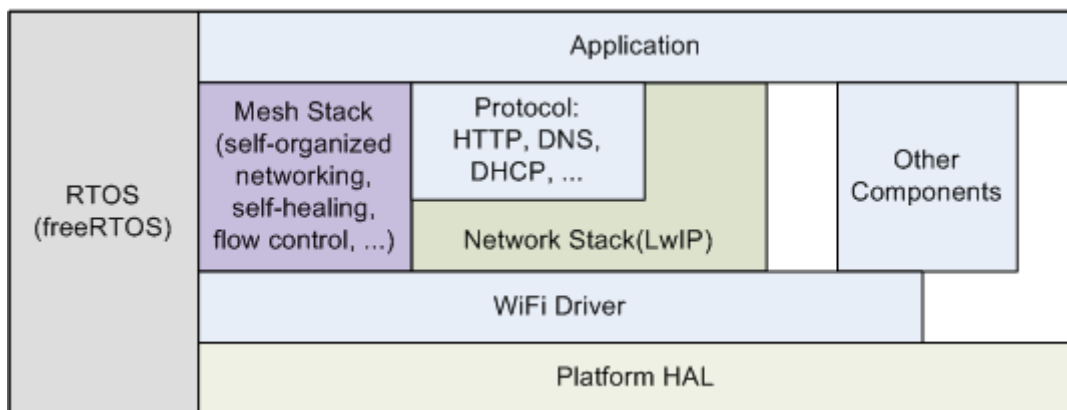 RTOS
(freeRTOS)
Application
Mesh Stack
(self-organized
networking,
self-healing,
flow control, ...)
Protocol:
HTTP, DNS,
DHCP, ...
Network Stack(LwIP)
Other
Components
WiFi Driver
Platform HAL